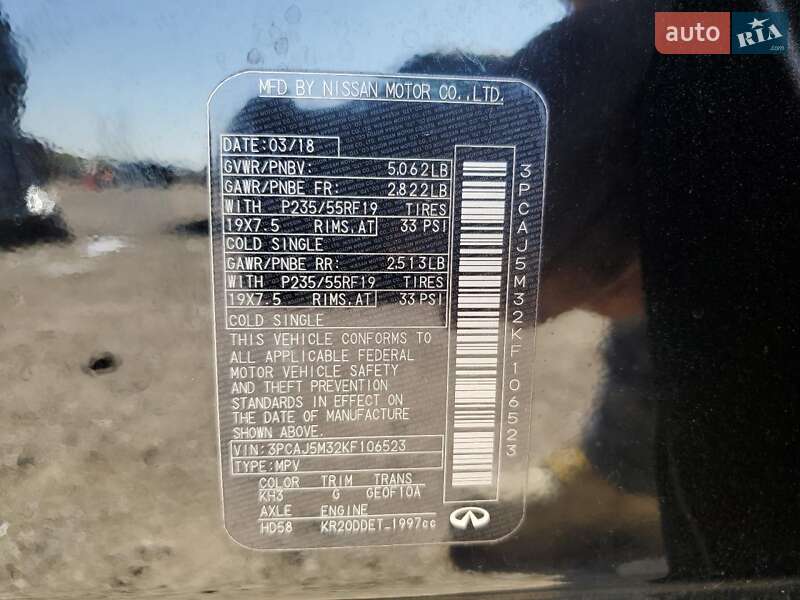 auto RIA
.com
MFD BY NISSAN MOTOR CO.,LTD.
DATE:03/18
GVWR/PNBV: 5,062LB
GAWR/PNBE FR: 2,822LB
WITH P235/55RF19 TIRES
19X7.5 RIMS,AT 33 PSI
COLD SINGLE
GAWR/PNBE RR: 2,513LB
WITH P235/55RF19 TIRES
19X7.5 RIMS,AT 33 PSI
COLD SINGLE
THIS VEHICLE CONFORMS TO
ALL APPLICABLE FEDERAL
MOTOR VEHICLE SAFETY
AND THEFT PREVENTION
STANDARDS IN EFFECT ON
THE DATE OF MANUFACTURE
SHOWN ABOVE.
VIN:3PCAJ5M32KF106523
TYPE:MPV
COLOR TRIM TRANS
KH3 G GE0F10A
AXLE ENGINE
HD58 KR20DDET-1997cc
3PCAJ5M32KF106523